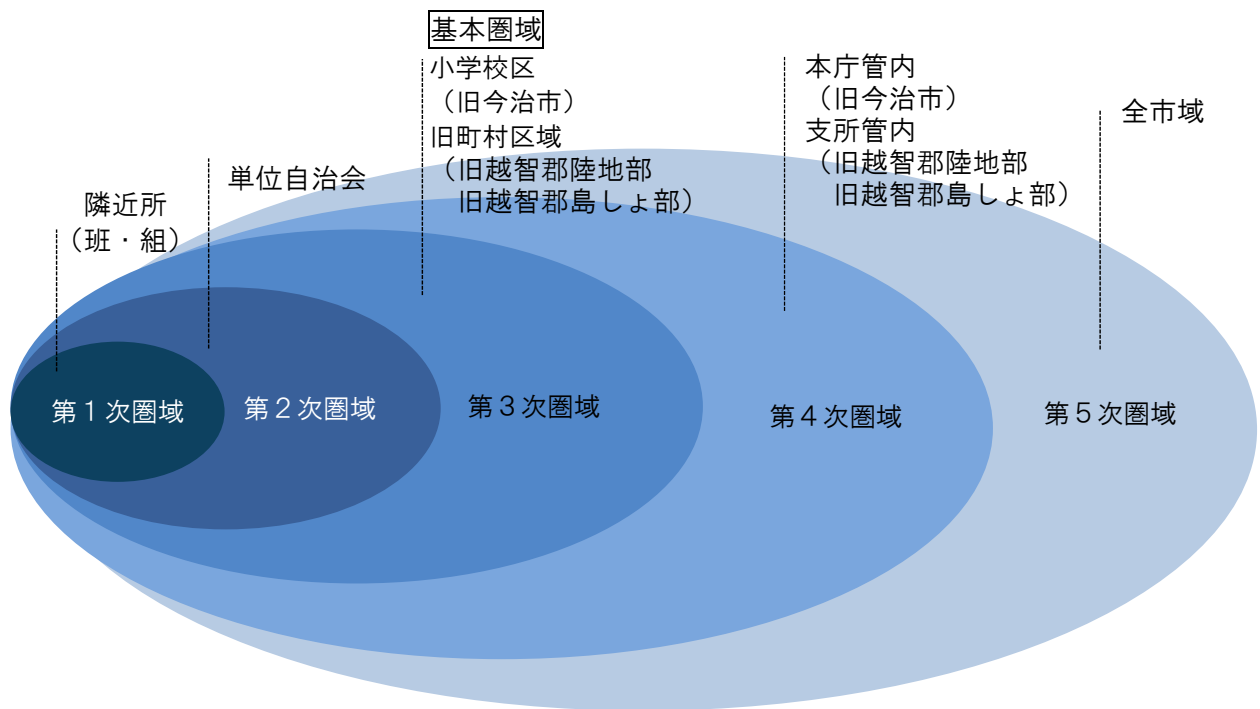 基本圏域
小学校区
（旧今治市）
旧町村区域
（旧越智郡陸地部
旧越智郡島しょ部）
本庁管内
（旧今治市）
支所管内
（旧越智郡陸地部
旧越智郡島しょ部）
全市域
単位自治会
隣近所
（班・組）
第１次圏域
第２次圏域
第３次圏域
第４次圏域
第５次圏域